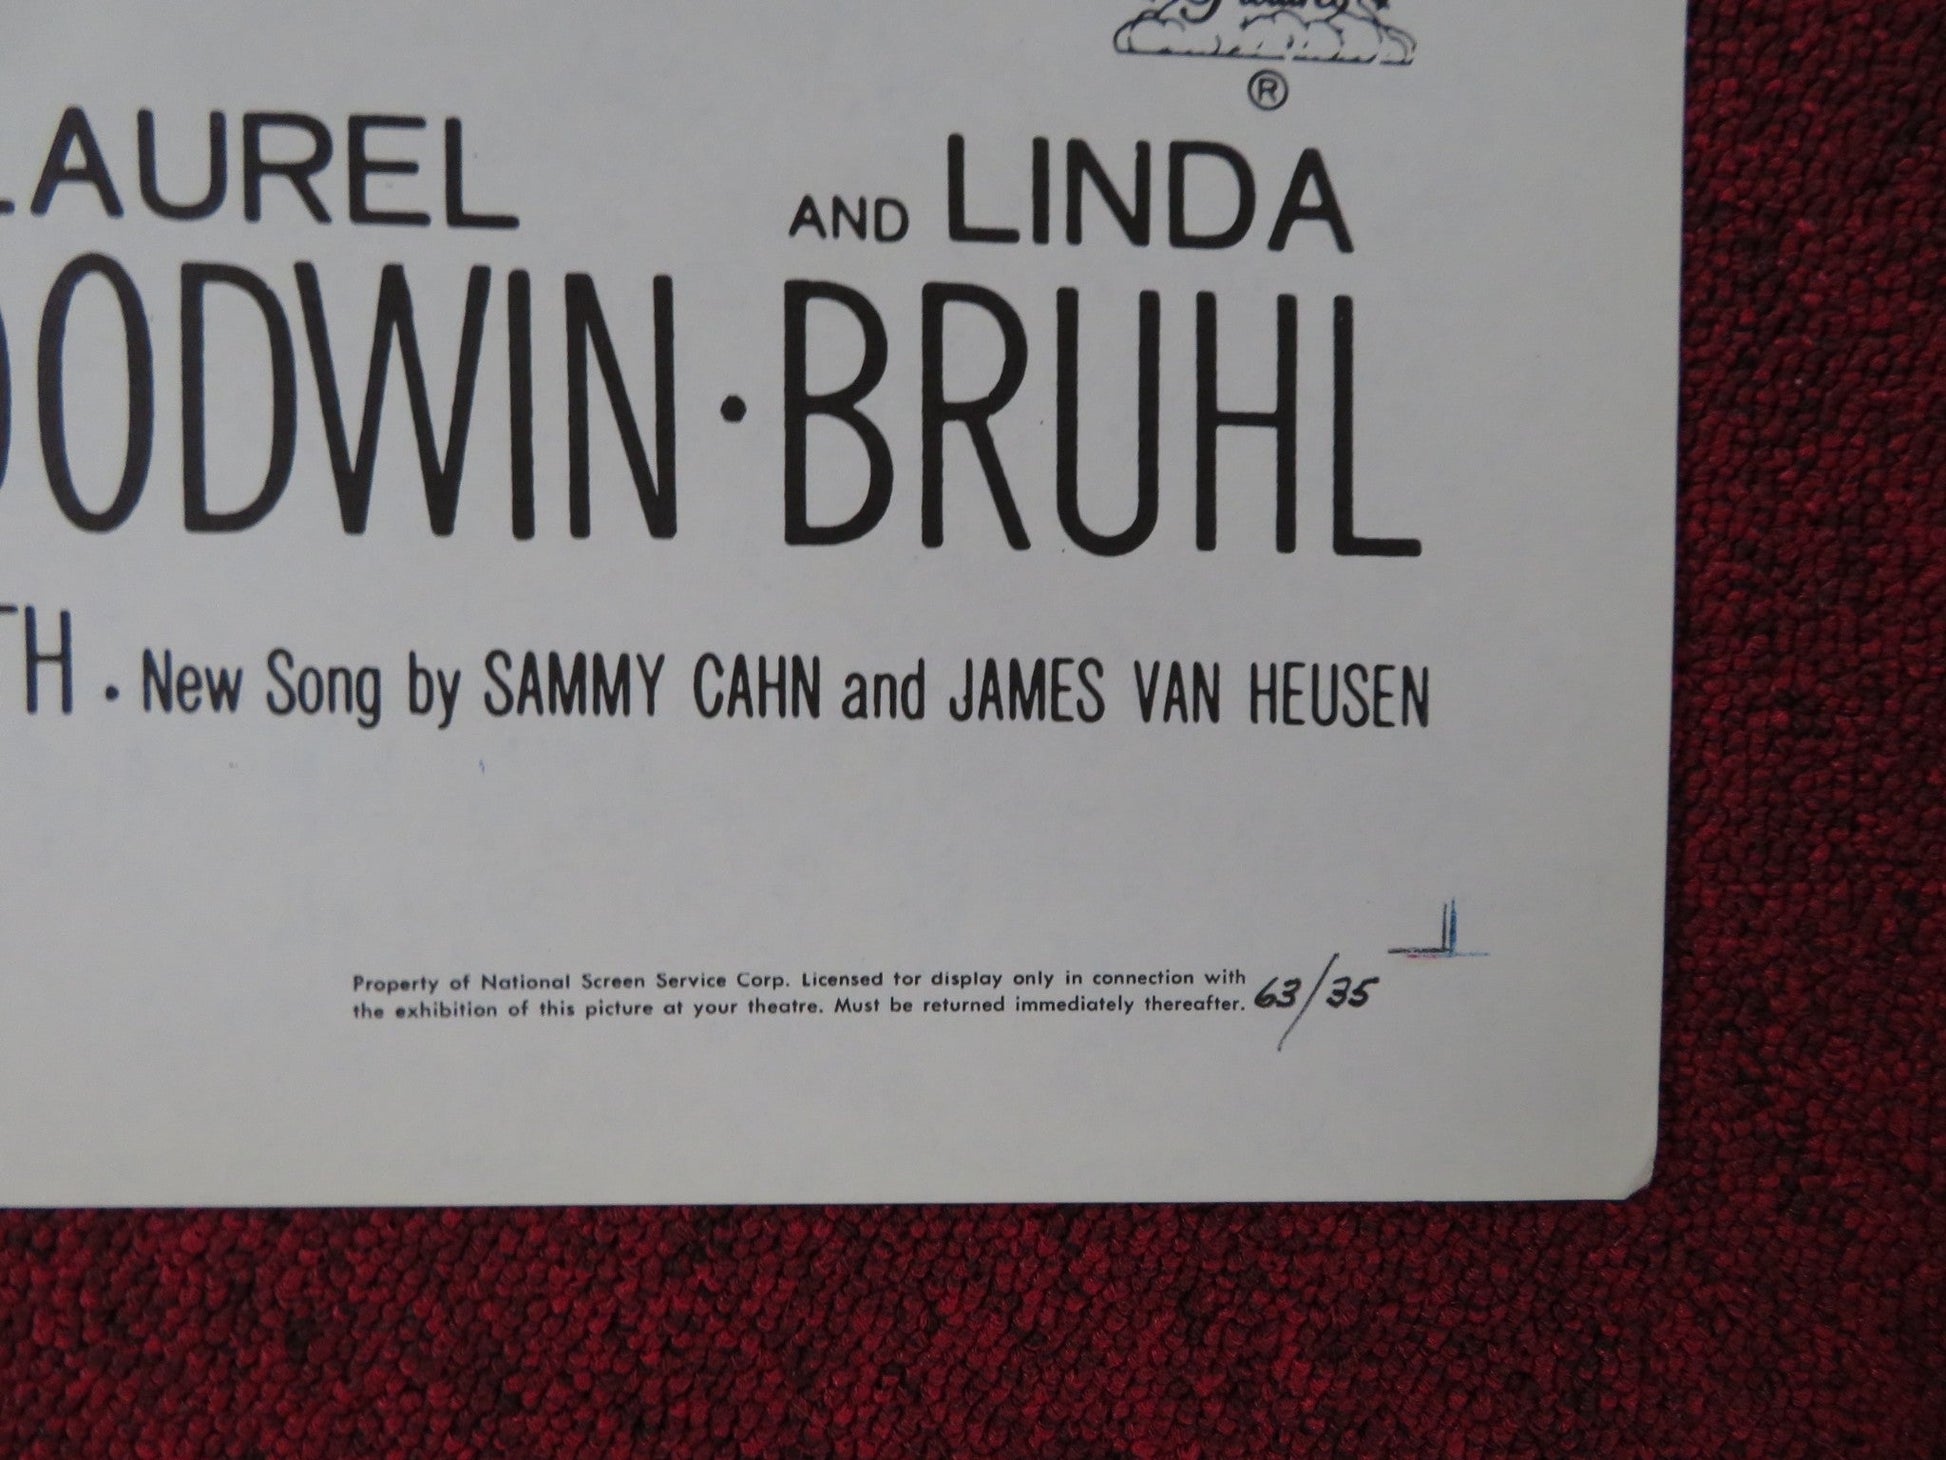 ®
LAUREL
AND LINDA
OODWIN · BRUHL
TH . New Song by SAMMY CAHN and JAMES VAN HEUSEN
Property of National Screen Service Corp. Licensed for display only in connection with
the exhibition of this picture at your theatre. Must be returned immediately thereafter. 63/35